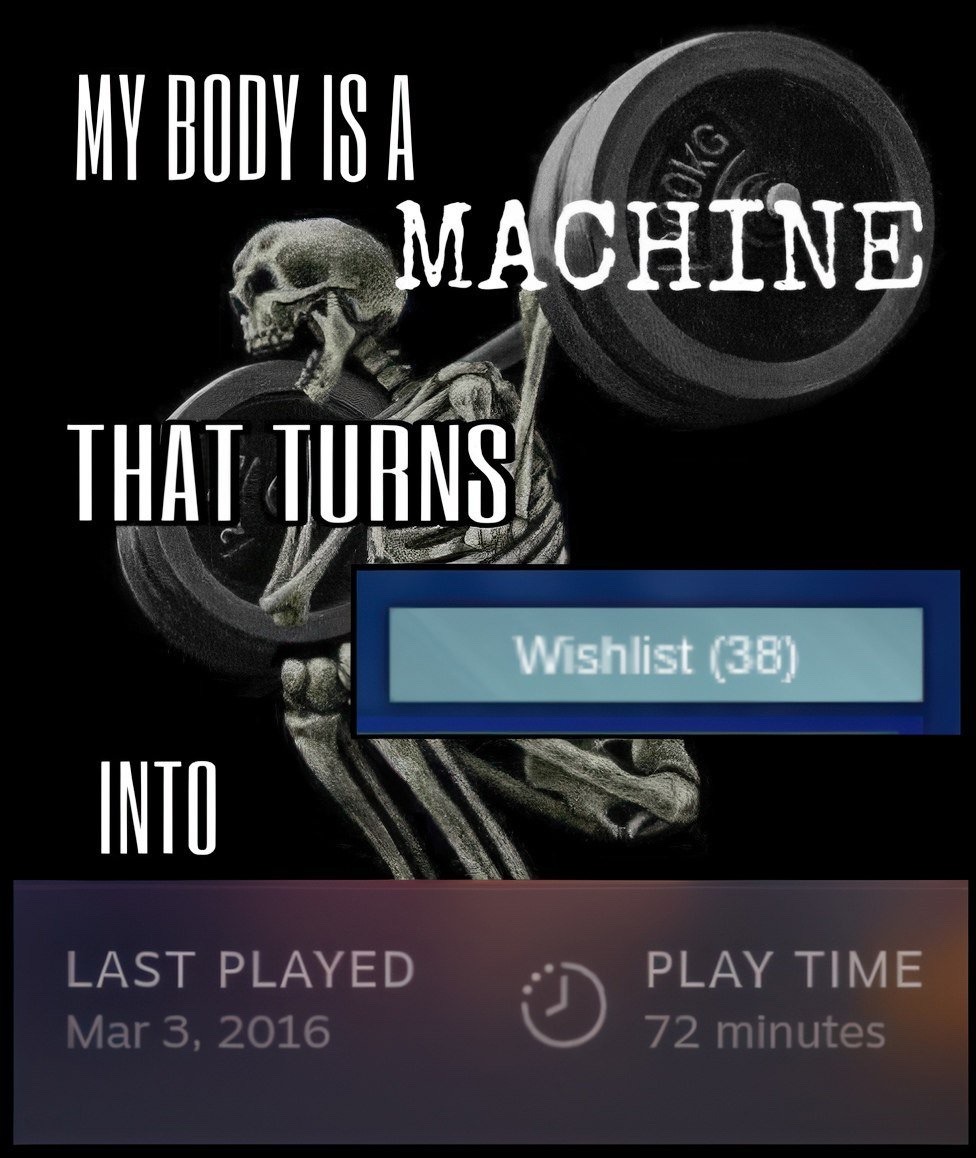 MY BODY IS A
MACHINE
THAT TURNS
Wishlist (38)
INTO
LAST PLAYED
Mar 3, 2016
PLAY TIME
72 minutes